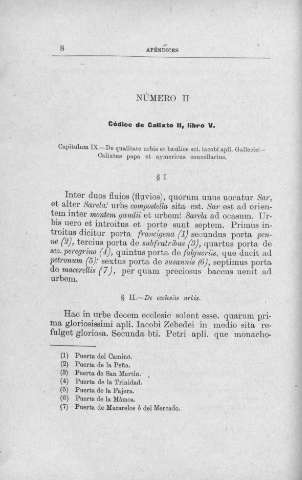 8 APÉNDICES
NÚMERO II
Códice de Calixto II, libro V.
Capitulum IX.—De qualitate urbis et basilice sci. iacobi apli. Galleciei—
Calixtus papa et aymericus cancellarius.
§ I
Inter duos fluios (fluvios), quorum unus uocatur Sar,
et alter Sarela: urbs compostella sita est. Sar est ad orien-
tem inter montem gaudii et urbem: Sarela ad ocasum. Ur-
bis uero et introitus et porte sunt septem. Primus in-
troitus dicitur porta francigena (1) secundus porta pen-
ne (2), tercius porta de subfratribus (3), quartus porta de
sco. peregrino (4), quintus porta de falgueriis, que ducit ad
petronum (5): sextus porta de susannis (6), septimus porta
de macerellis (7), per quam preciosus baccus uenit ad
urbem.
§ II.—De ecclesiis urbis.
Hac in urbe decem ecclesie solent esse. quarum pri-
ma gloriosissimi apli. Iacobi Zebedei in medio sita re-
fulget gloriosa. Secunda bti. Petri apli. que monacho-
(1) Puerta del Camino.
(2) Puerta de la Peña.
(3) Puerta de San Martín.
(4) Puerta de la Trinidad.
(5) Puerta de la Fajera.
(6) Puerta de la Mámoa.
(7) Puerta de Mazarelos ó del Mercado.